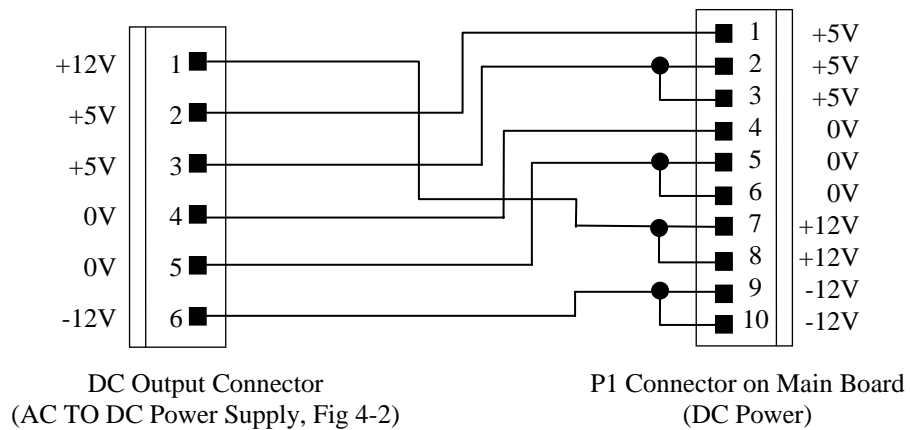 +12V 1
+5V 2
+5V 3
0V 4
0V 5
-12V 6
1 +5V
2 +5V
3 +5V
4 0V
5 0V
6 0V
7 +12V
8 +12V
9 -12V
10 -12V
DC Output Connector
(AC TO DC Power Supply, Fig 4-2)
P1 Connector on Main Board
(DC Power)